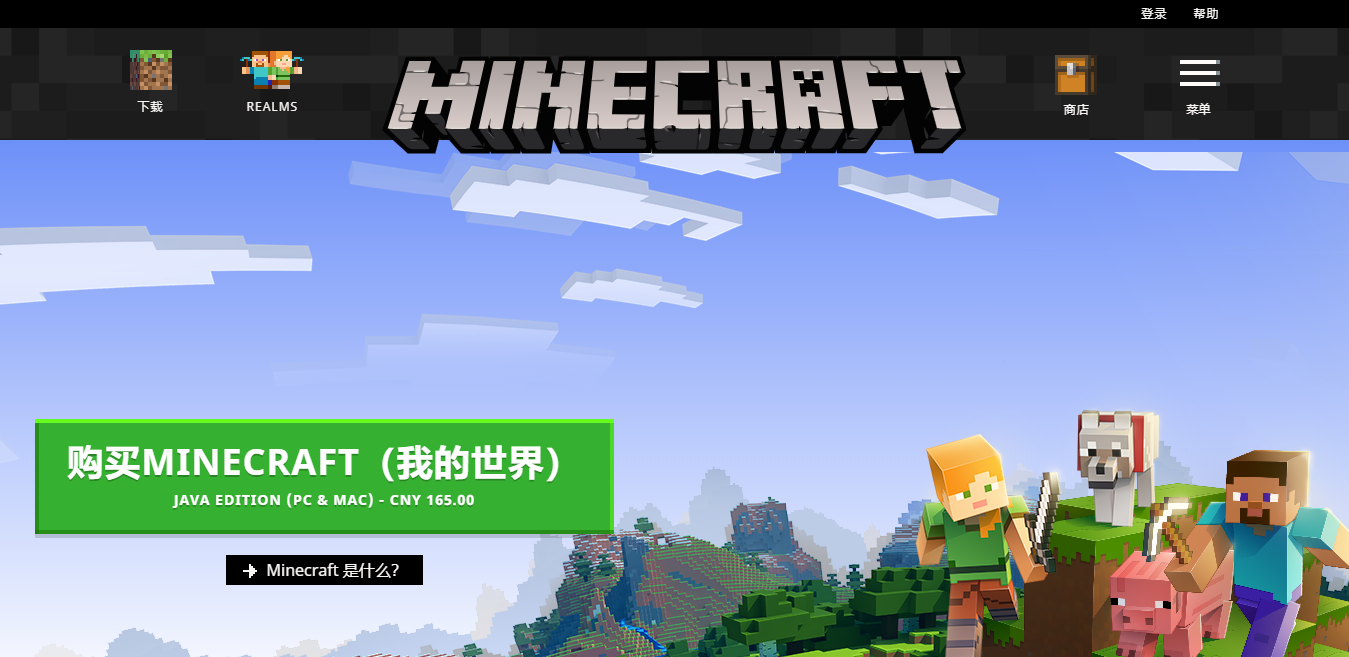 登录 帮助
下载 REALMS MINECRAFT 商店 菜单
购买MINECRAFT（我的世界）
JAVA EDITION (PC & MAC) - CNY 165.00
Minecraft 是什么?